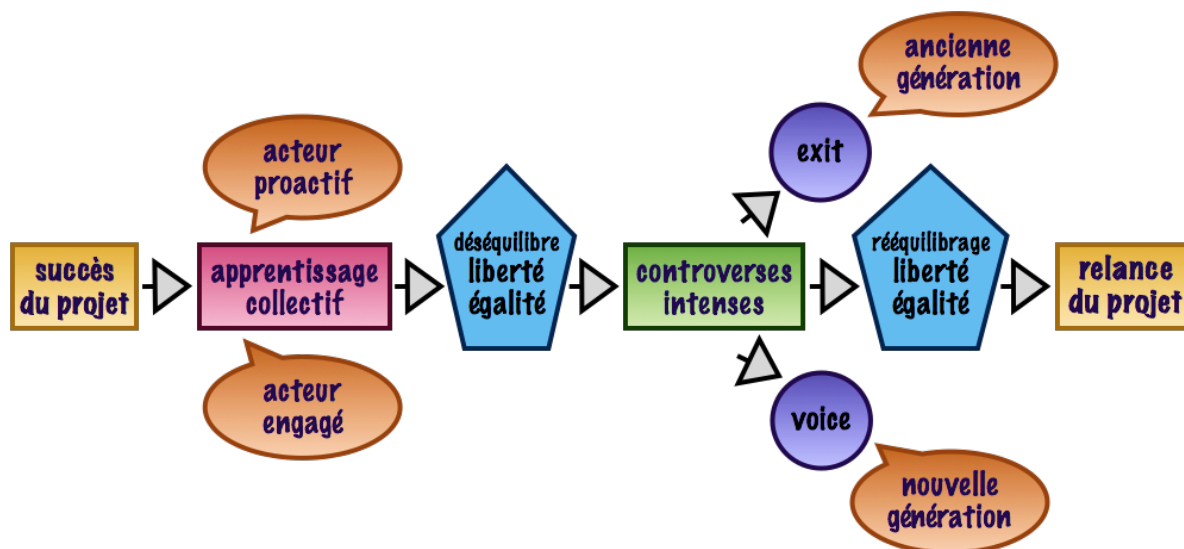 ancienne
génération
exit
acteur
proactif
succès
du projet
apprentissage
collectif
déséquilibre
liberté
égalité
controverses
intenses
rééquilibrage
liberté
égalité
relance
du projet
acteur
engagé
voice
nouvelle
génération